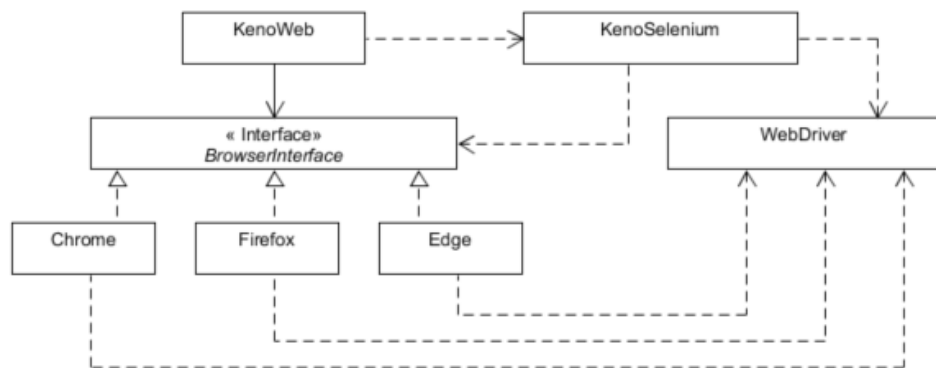 KenoWeb
KenoSelenium
« Interface»
BrowserInterface
WebDriver
Chrome
Firefox
Edge